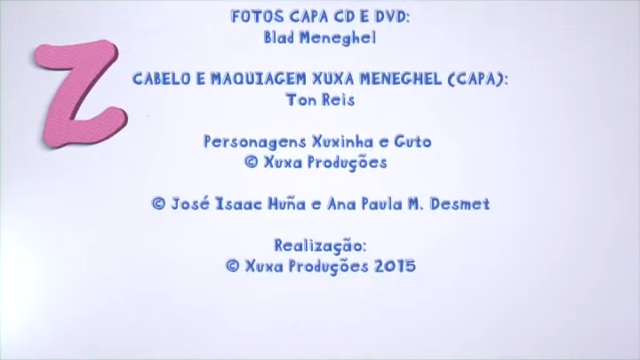 FOTOS CAPA CD E DVD:
Blad Meneghel
Z
CABELO E MAQUIAGEM XUXA MENEGHEL (CAPA):
Ton Reis
Personagens Xuxinha e Guto
© Xuxa Produções
© José Isaac Huña e Ana Paula M. Desmet
Realização:
© Xuxa Produções 2015